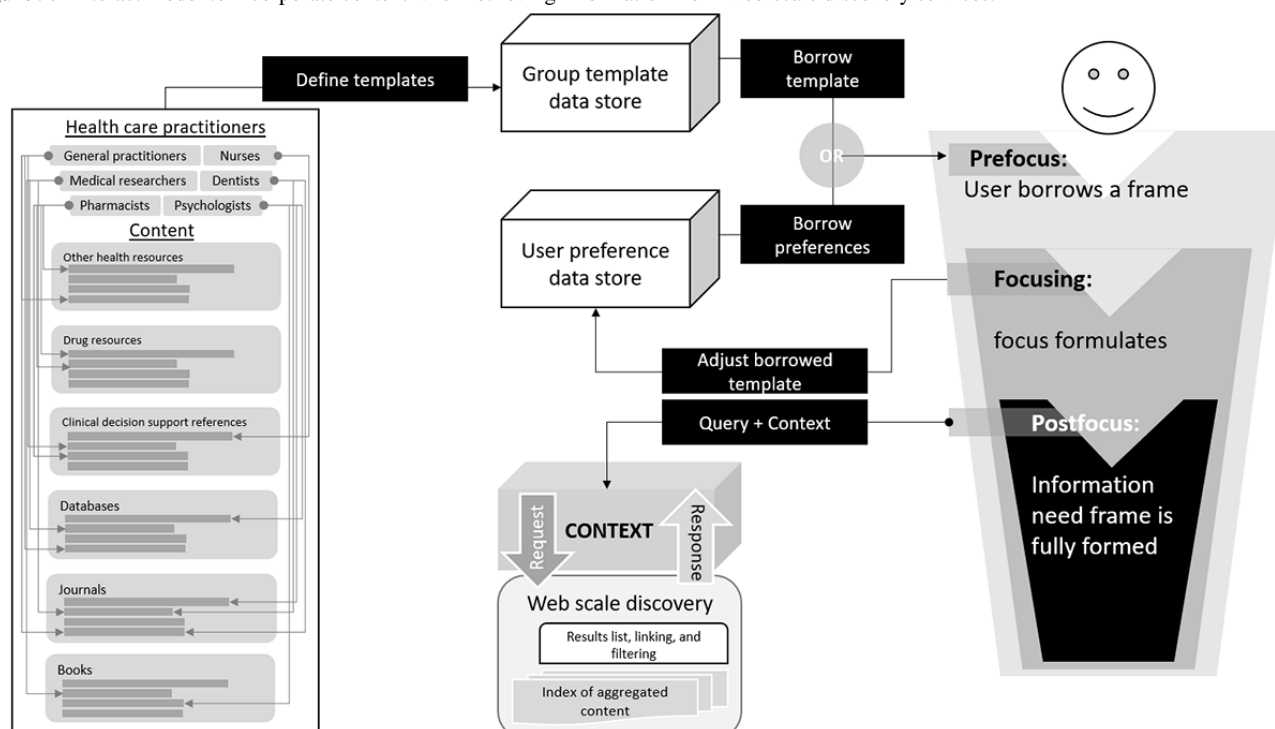 Define templates
Group template
data store
Borrow
template
Health care practitioners
General practitioners
Nurses
Medical researchers
Dentists
Pharmacists
Psychologists
Content
Other health resources
Drug resources
Clinical decision support references
Databases
Journals
Books
OR
User preference
data store
Borrow
preferences
Prefocus:
User borrows a frame
Focusing:
focus formulates
Adjust borrowed
template
Query + Context
Postfocus:
Information
need frame is
fully formed
Request
CONTEXT
Response
Web scale discovery
Results list, linking, and
filtering
Index of aggregated
content